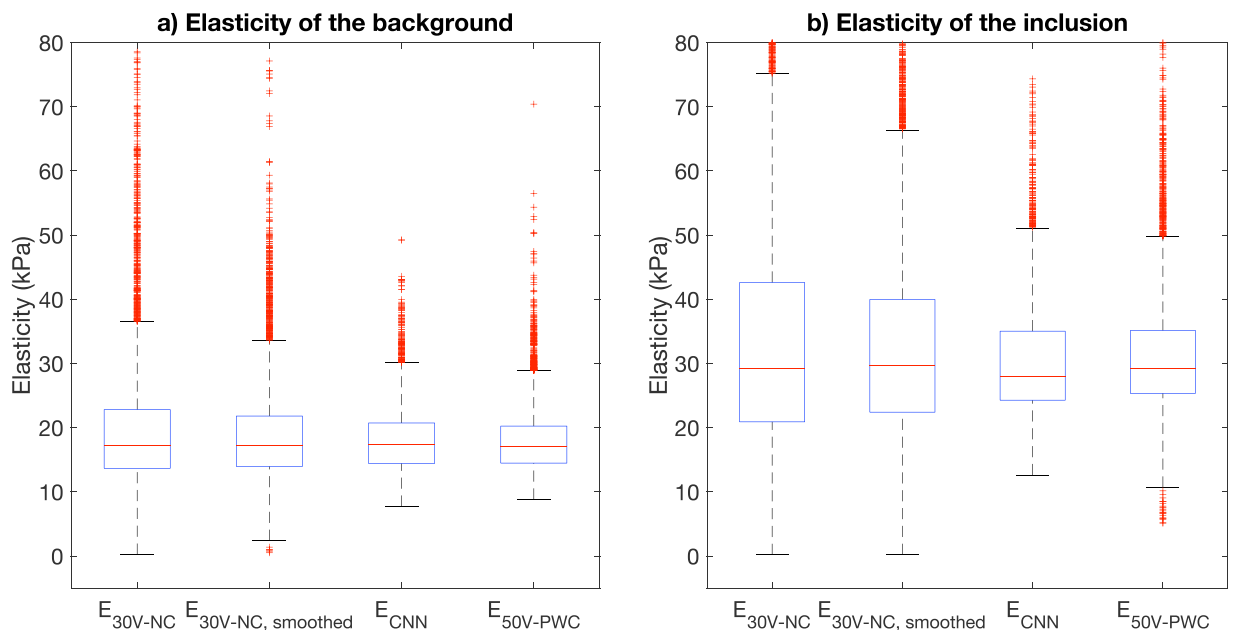 a) Elasticity of the background
80
70
60
50
40
30
20
10
0
Elasticity (kPa)
E30V-NC
E30V-NC, smoothed
ECNN
E50V-PWC
b) Elasticity of the inclusion
80
70
60
50
40
30
20
10
0
Elasticity (kPa)
E30V-NC
E30V-NC, smoothed
ECNN
E50V-PWC